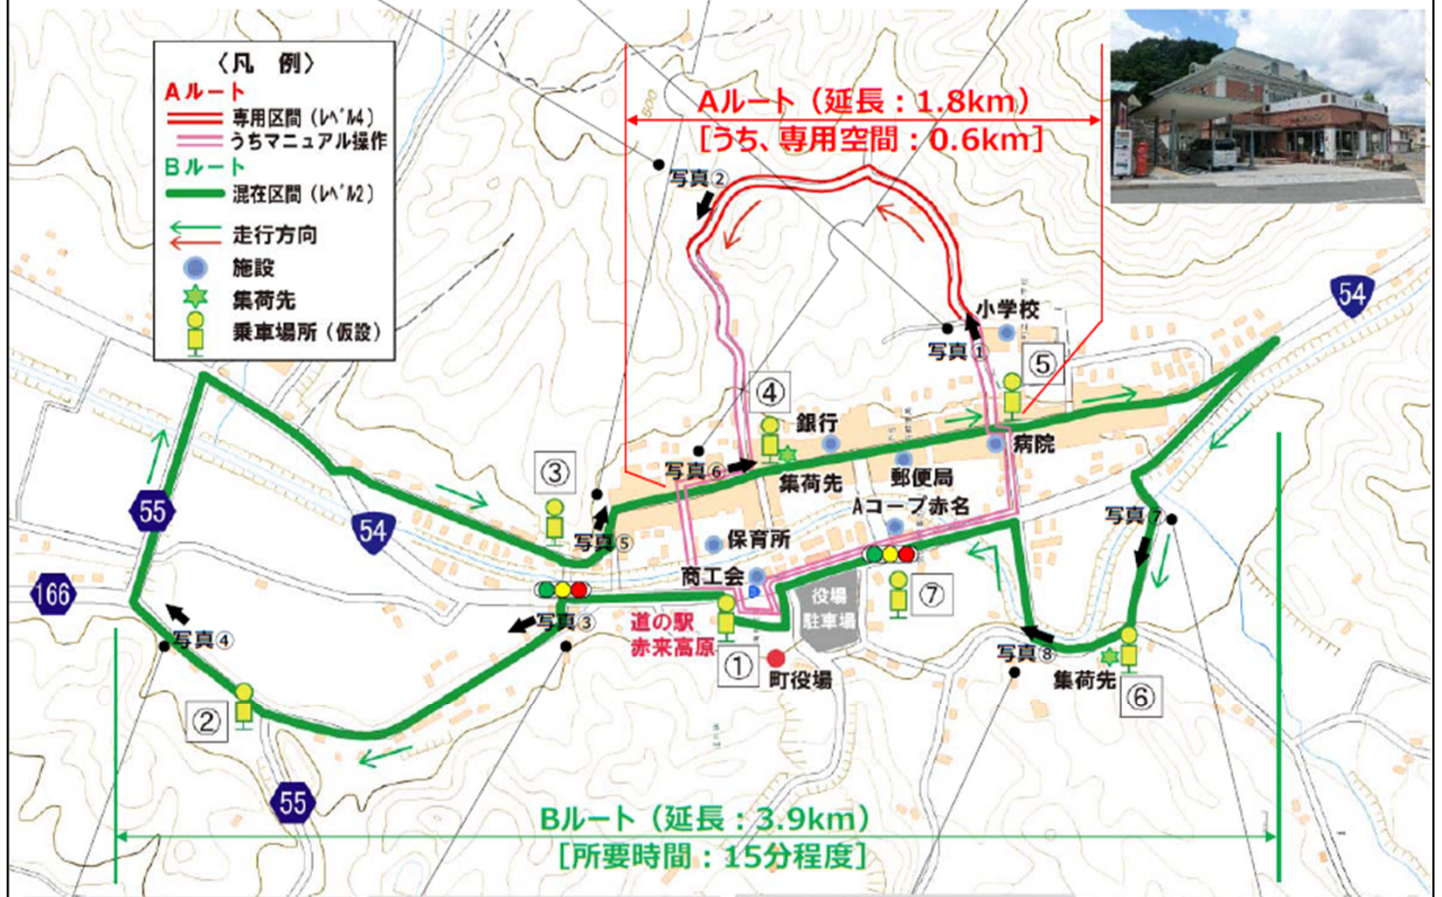 〈凡 例〉
Aルート
専用区間(ﾚﾍﾞﾙ4)
うちマニュアル操作
Bルート
混在区間(ﾚﾍﾞﾙ2)
走行方向
施設
集荷先
乗車場所(仮設)
Aルート(延長:1.8km)
[うち、専用空間:0.6km]
500
写真②
54
小学校
写真①
⑤
④
銀行
病院
写真⑥
集荷先
郵便局
③
Aコープ赤名
55
54
写真⑤
保育所
写真⑦
商工会
166
役場
駐車場
⑦
写真③
道の駅
赤来高原
写真④
①
町役場
写真⑧
集荷先
⑥
②
55
Bルート(延長:3.9km)
[所要時間:15分程度]